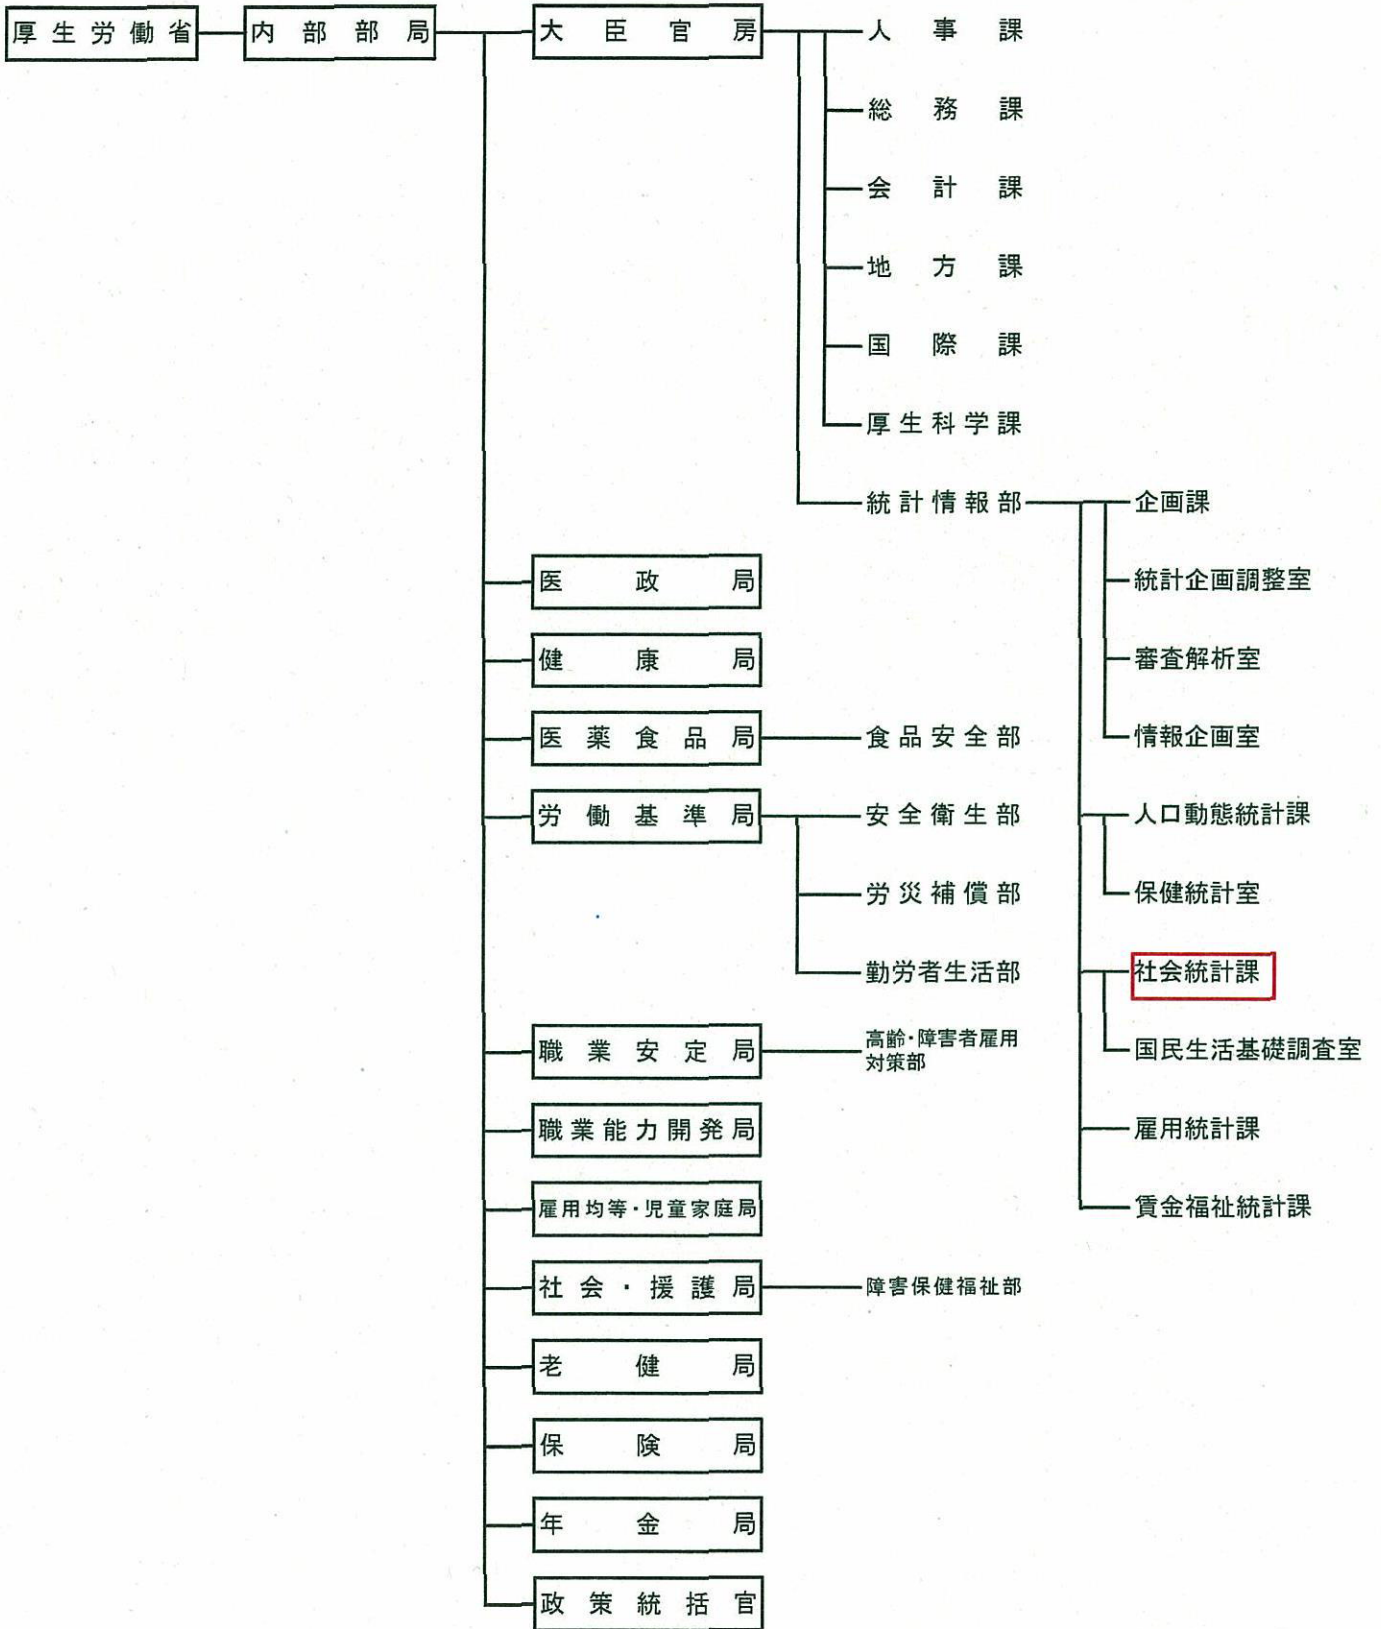 厚生労働省
内部部局
大臣官房
人事課
総務課
会計課
地方課
国際課
厚生科学課
統計情報部
企画課
統計企画調整室
審査解析室
情報企画室
人口動態統計課
保健統計室
社会統計課
国民生活基礎調査室
雇用統計課
賃金福祉統計課
医政局
健康局
医薬食品局
食品安全部
労働基準局
安全衛生部
労災補償部
勤労者生活部
職業安定局
高齢・障害者雇用
対策部
職業能力開発局
雇用均等・児童家庭局
社会・援護局
障害保健福祉部
老健局
保険局
年金局
政策統括官